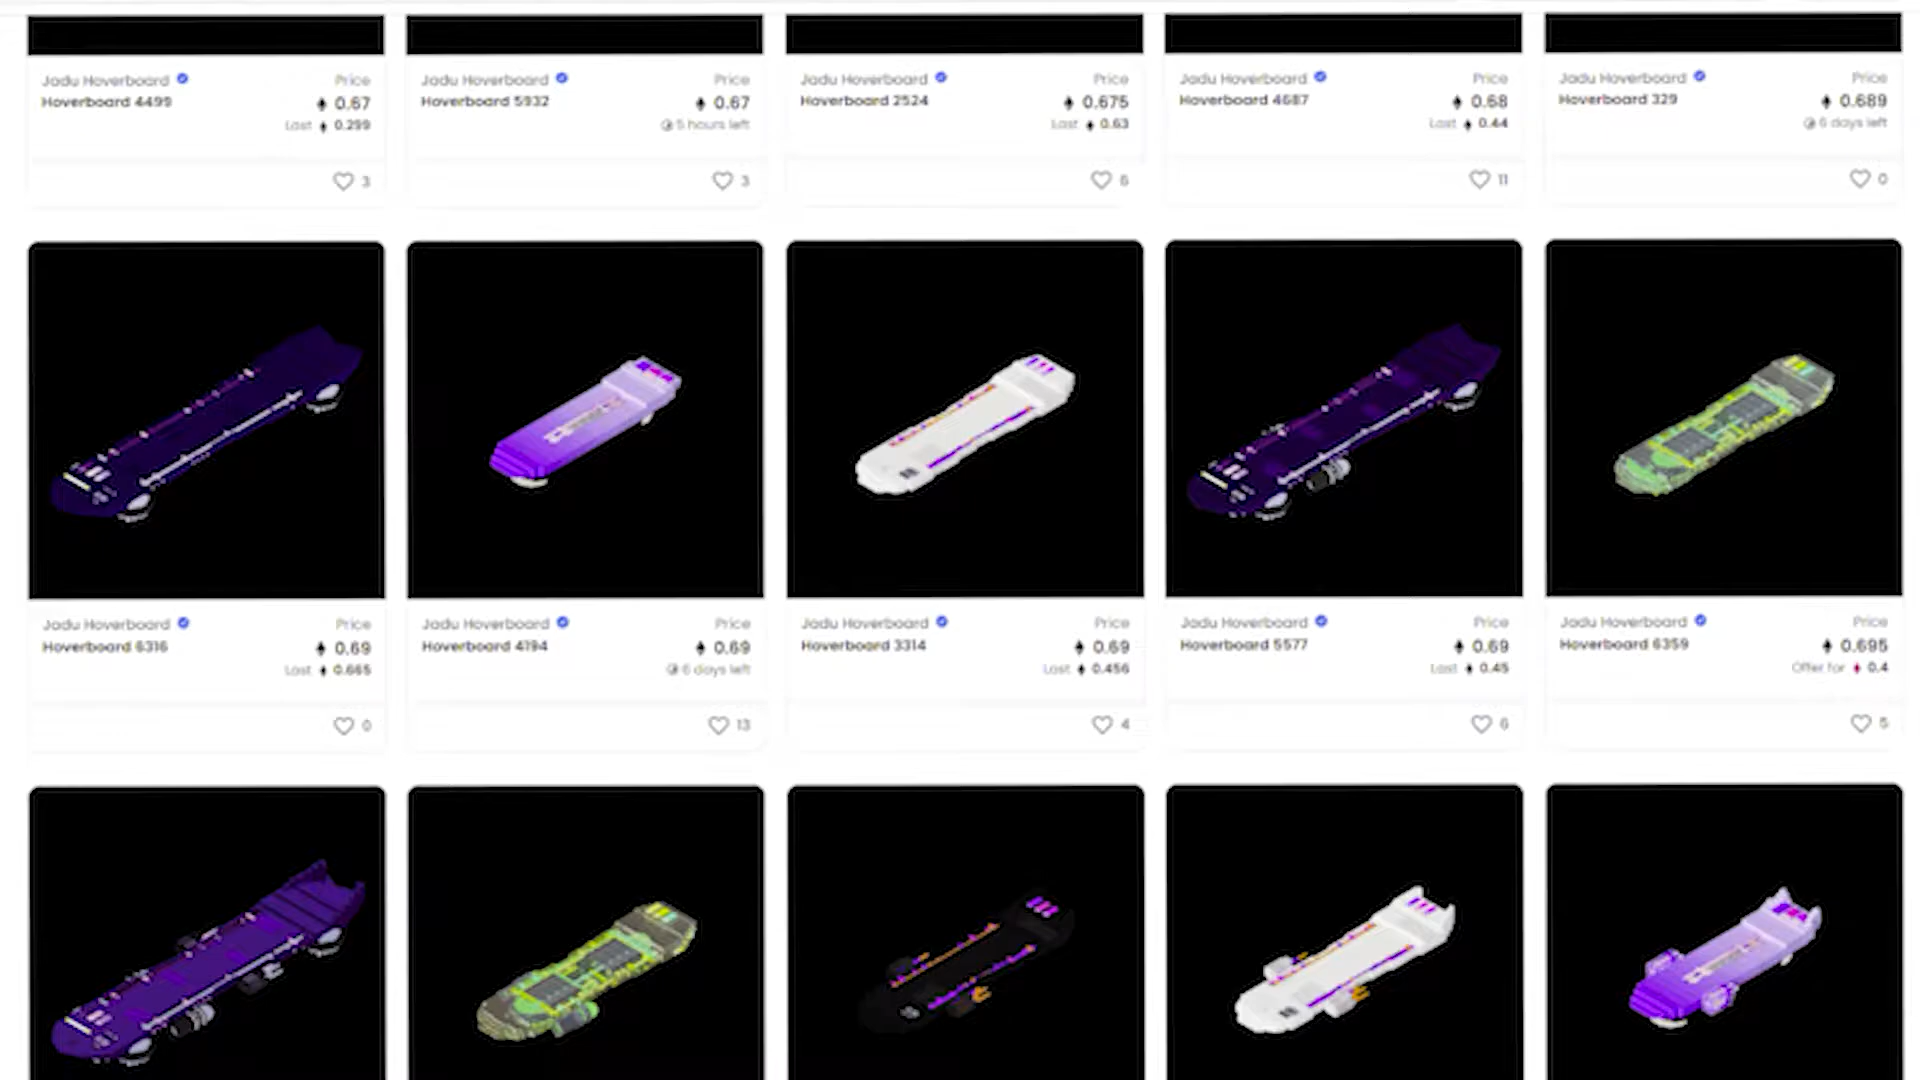 Jadu Hoverboard Price
Hoverboard 4499 0.67
Last 0.299
3
Jadu Hoverboard Price
Hoverboard 5932 0.67
5 hours left
3
Jadu Hoverboard Price
Hoverboard 2524 0.675
Last 0.63
6
Jadu Hoverboard Price
Hoverboard 4687 0.68
Last 0.44
11
Jadu Hoverboard Price
Hoverboard 329 0.689
6 days left
0
Jadu Hoverboard Price
Hoverboard 6316 0.69
Last 0.665
0
Jadu Hoverboard Price
Hoverboard 4194 0.69
6 days left
13
Jadu Hoverboard Price
Hoverboard 3314 0.69
Last 0.456
4
Jadu Hoverboard Price
Hoverboard 5577 0.69
Last 0.45
6
Jadu Hoverboard Price
Hoverboard 6359 0.695
Offer for 0.4
5